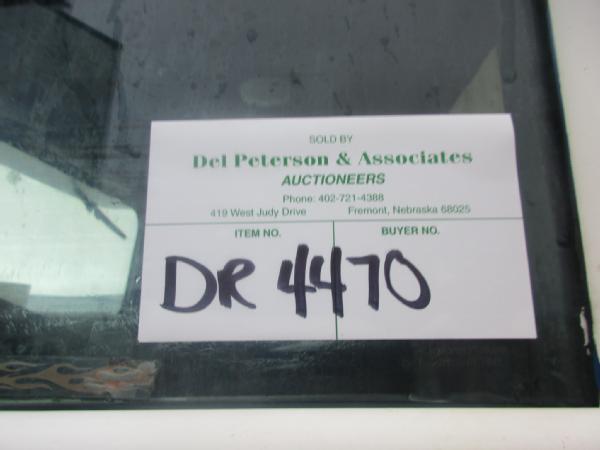 SOLD BY
Del Peterson & Associates
AUCTIONEERS
Phone: 402-721-4388
419 West Judy Drive Fremont, Nebraska 68025
ITEM NO. BUYER NO.
DR 4470